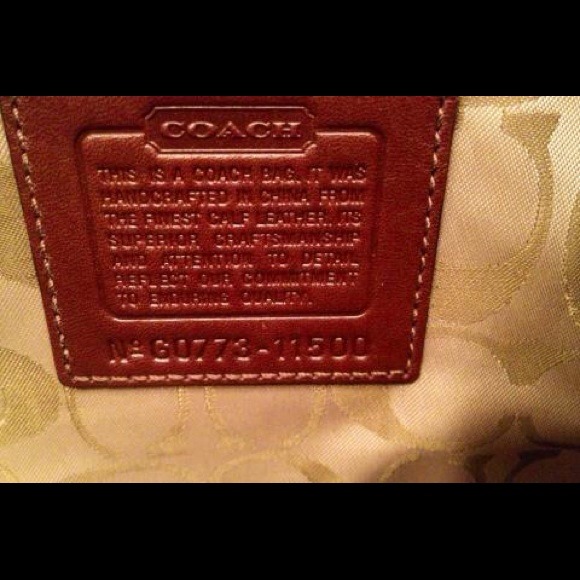 COACH
THIS IS A COACH BAG. IT WAS
HANDCRAFTED IN CHINA FROM
THE FINEST CALF LEATHER. ITS
SUPERIOR CRAFTSMANSHIP
AND ATTENTION TO DETAIL
REFLECT OUR COMMITMENT
TO ENDURING QUALITY.
Nº G0773-11500